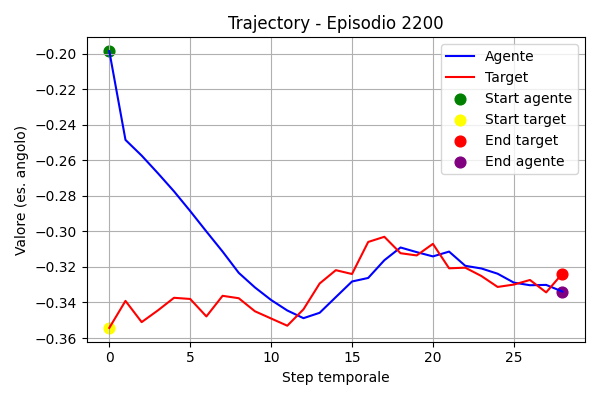 Trajectory - Episodio 2200
Valore (es. angolo)
−0.20
−0.22
−0.24
−0.26
−0.28
−0.30
−0.32
−0.34
−0.36
Agente
Target
Start agente
Start target
End target
End agente
0 5 10 15 20 25
Step temporale